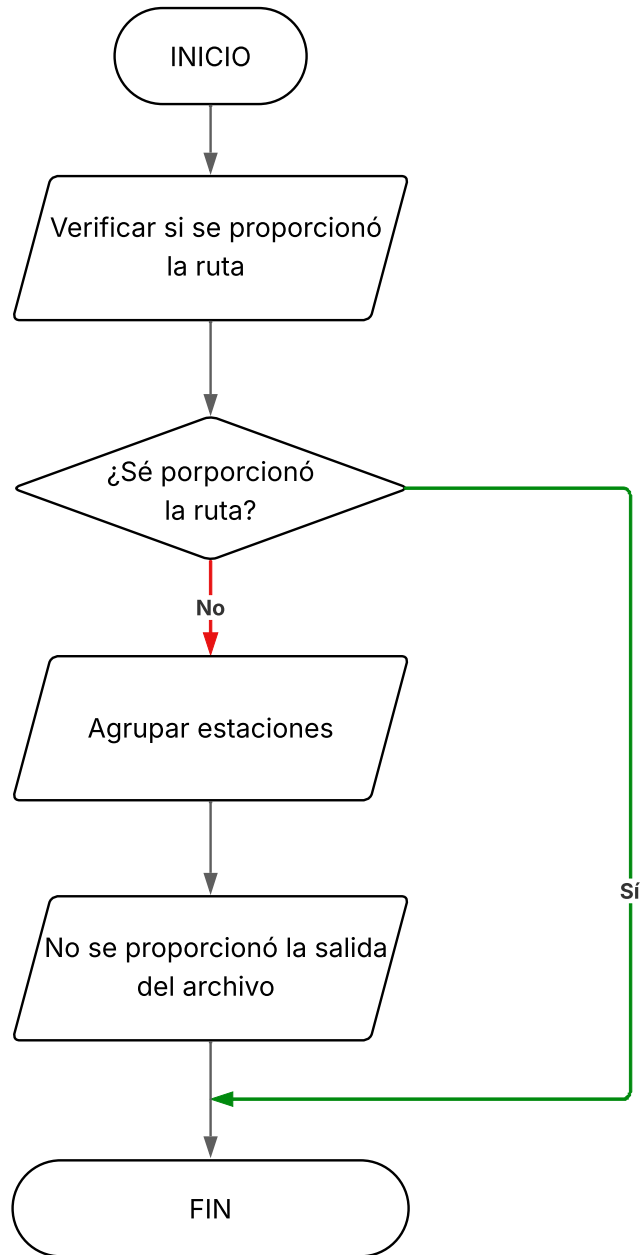 INICIO
Verificar si se proporcionó
la ruta
¿Sé porporcionó
la ruta?
No
Agrupar estaciones
Sí
No se proporcionó la salida
del archivo
FIN